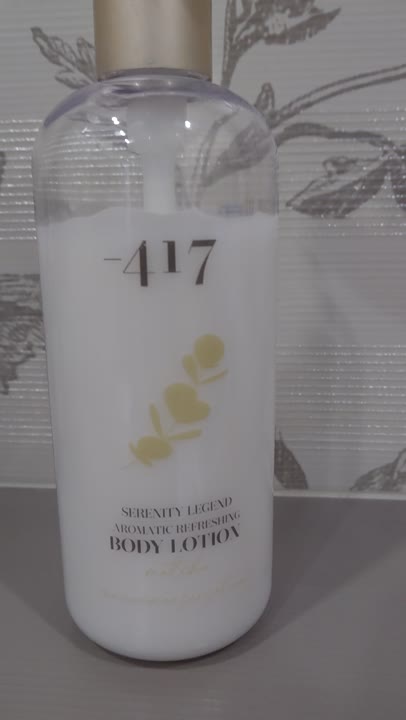 -417
SERENITY LEGEND
AROMATIC REFRESHING
BODY LOTION